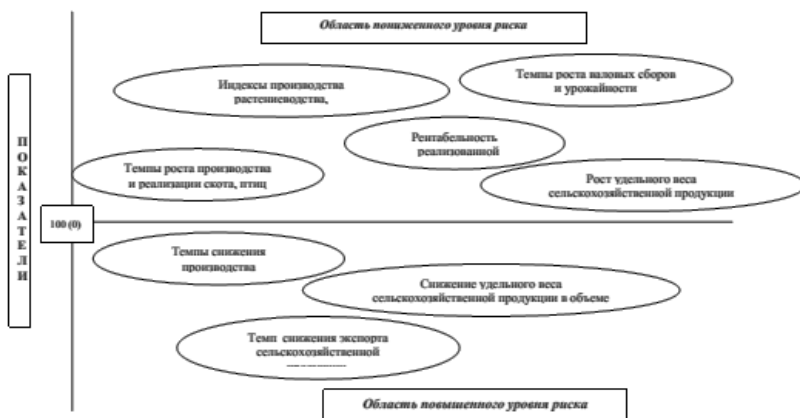 Область пониженного уровня риска
Индексы производства
растениеводства,
Темпы роста валовых сборов
и урожайности
Рентабельность
реализованной
Темпы роста производства
и реализации скота, птиц
Рост удельного веса
сельскохозяйственной продукции
ПОКАЗАТЕЛИ
100 (0)
Темпы снижения
производства
Снижение удельного веса
сельскохозяйственной продукции в объеме
Темп снижения экспорта
сельскохозяйственной
Область повышенного уровня риска